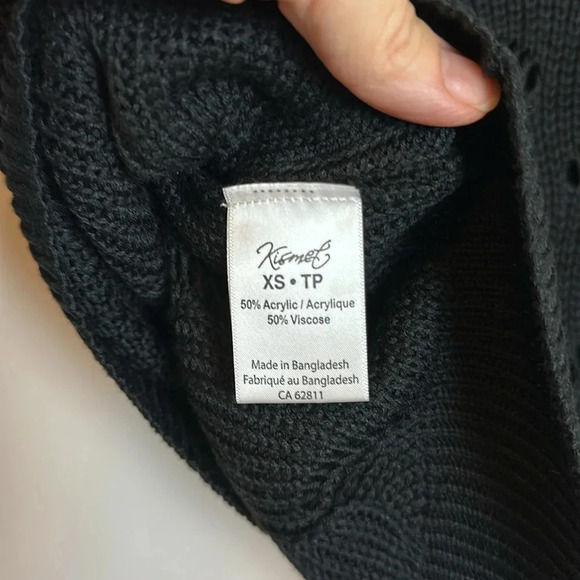 Kismet
XS • TP
50% Acrylic / Acrylique
50% Viscose
Made in Bangladesh
Fabriqué au Bangladesh
CA 62811